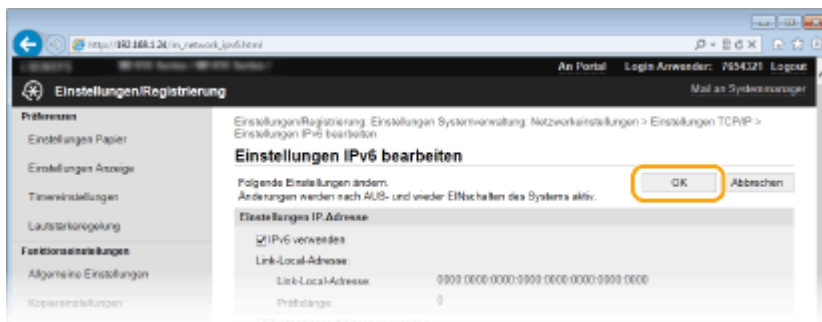 http://192.168.1.24/m_network_ipv6.html
An Portal Login Anwender: 7654321 Logout
Einstellungen/Registrierung
Mail an Systemmanager
Präferenzen
Einstellungen Papier
Einstellungen Anzeige
Timereinstellungen
Lautstärkeregelung
Funktionseinstellungen
Allgemeine Einstellungen
Kopiereinstellungen
Einstellungen/Registrierung: Einstellungen Systemverwaltung: Netzwerkeinstellungen > Einstellungen TCP/IP >
Einstellungen IPv6 bearbeiten
Einstellungen IPv6 bearbeiten
Folgende Einstellungen ändern.
Änderungen werden nach AUS- und wieder EINschalten des Systems aktiv.
OK
Abbrechen
Einstellungen IP-Adresse
IPv6 verwenden
Link-Local-Adresse:
Link-Local-Adresse: 0000:0000:0000:0000:0000:0000:0000:0000
Präfixlänge: 0